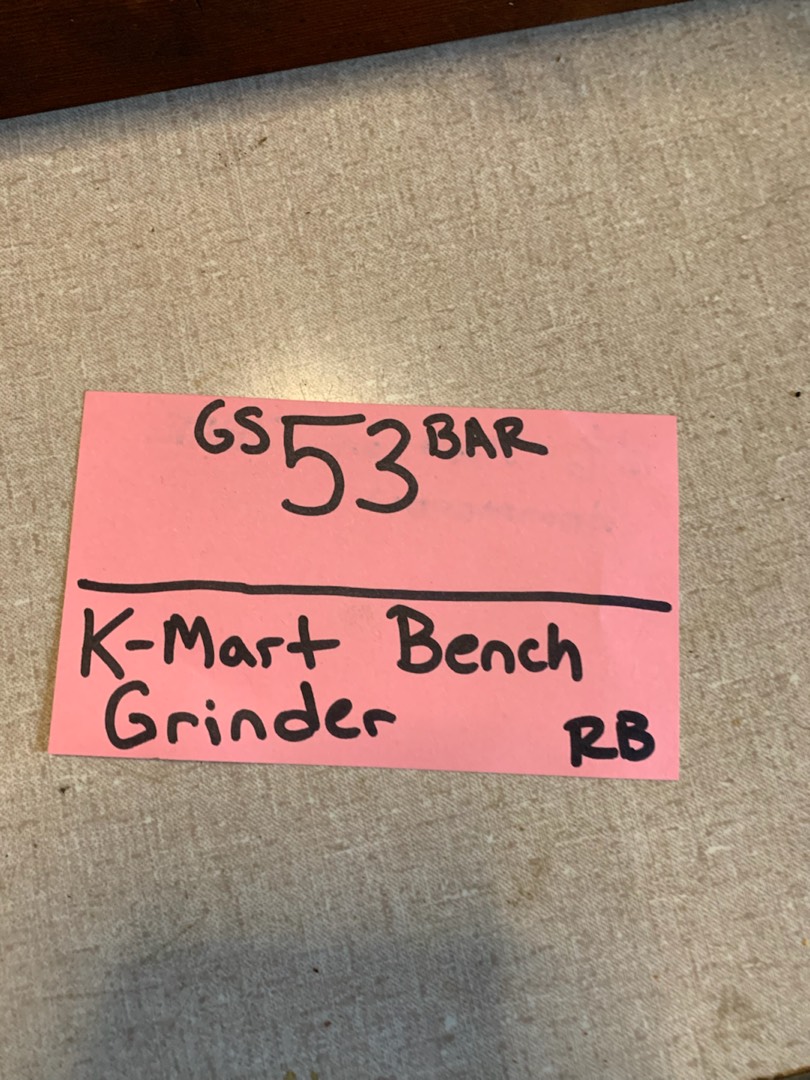 GS 53 BAR
K-Mart Bench
Grinder RB